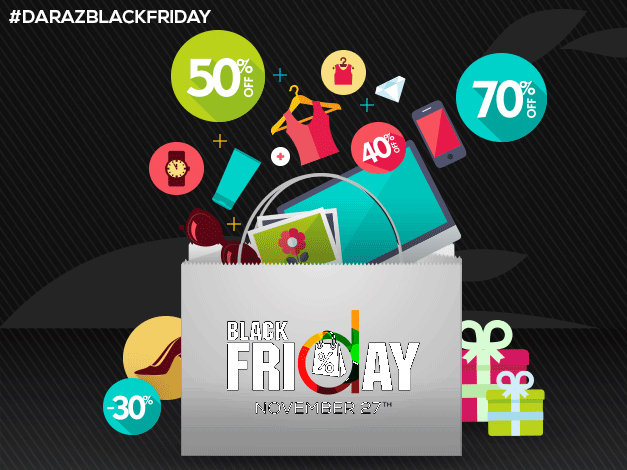 #DARAZBLACKFRIDAY
50% OFF
70% OFF
40% OFF
BLACK
FRIDAY
NOVEMBER 27TH
-30%